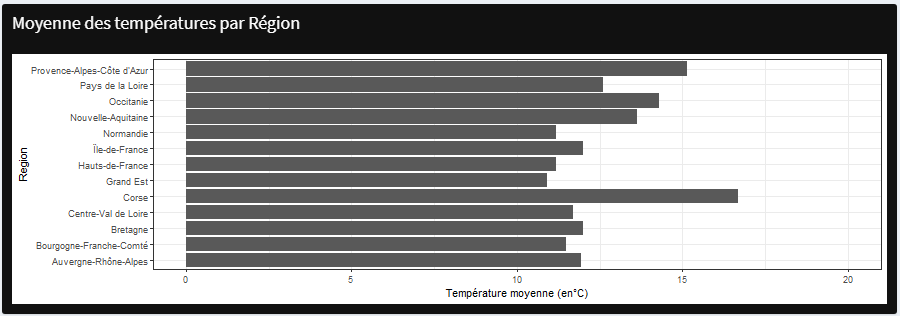 Moyenne des températures par Région
Region
Provence-Alpes-Côte d'Azur
Pays de la Loire
Occitanie
Nouvelle-Aquitaine
Normandie
Île-de-France
Hauts-de-France
Grand Est
Corse
Centre-Val de Loire
Bretagne
Bourgogne-Franche-Comté
Auvergne-Rhône-Alpes
0 5 10 15 20
Température moyenne (en°C)